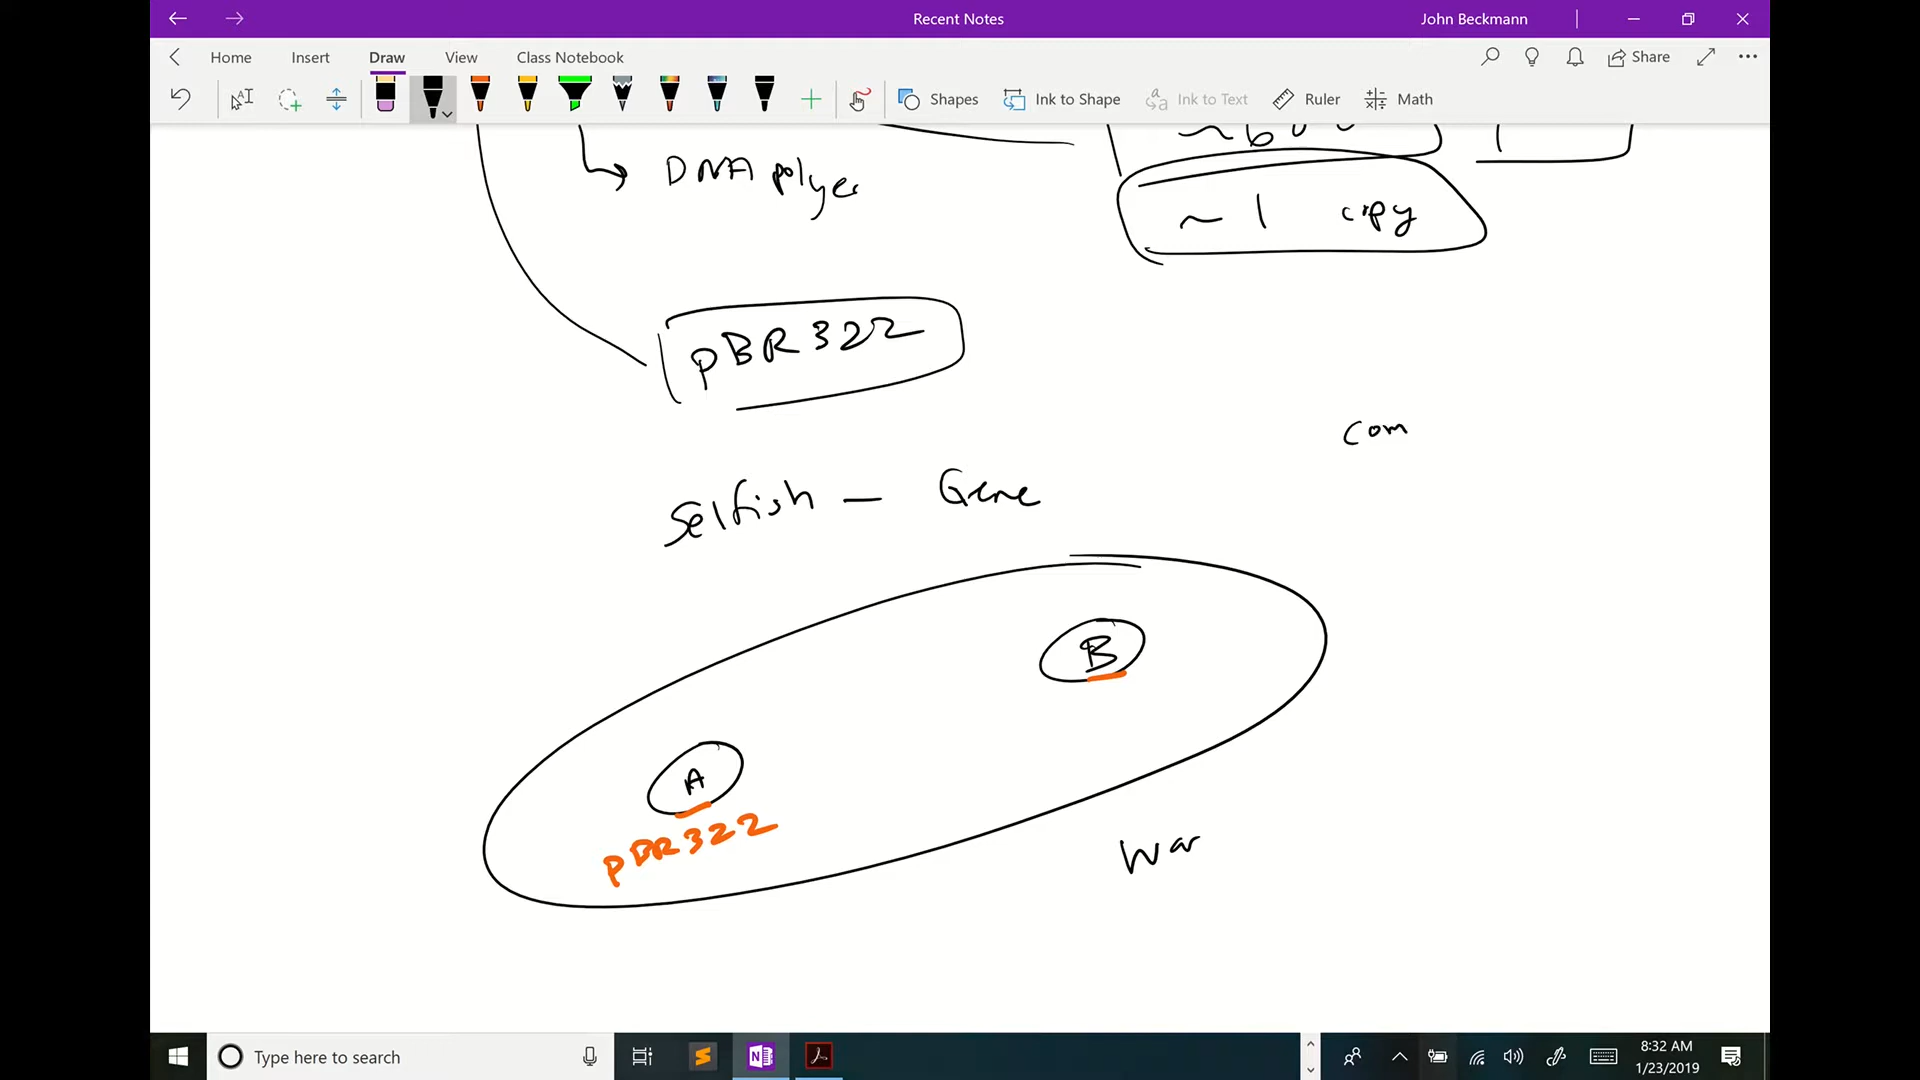 Recent Notes
John Beckmann
Home Insert Draw View Class Notebook
Share
Shapes Ink to Shape Ink to Text Ruler Math
DNA polyer
~ 1 copy
pBR322
com
Selfish — Gene
B
A
pBR322
War
Type here to search
8:32 AM
1/23/2019